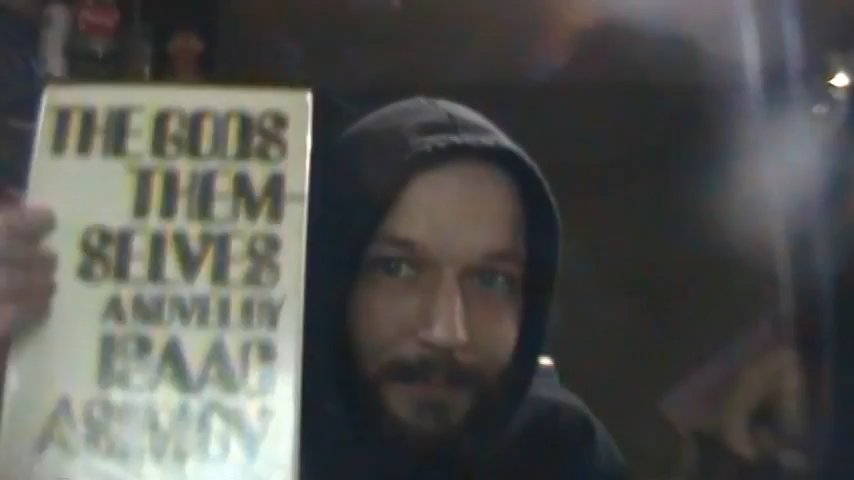 THE GODS
THEM-
SELVES
A NOVEL BY
ISAAC
ASIMOV